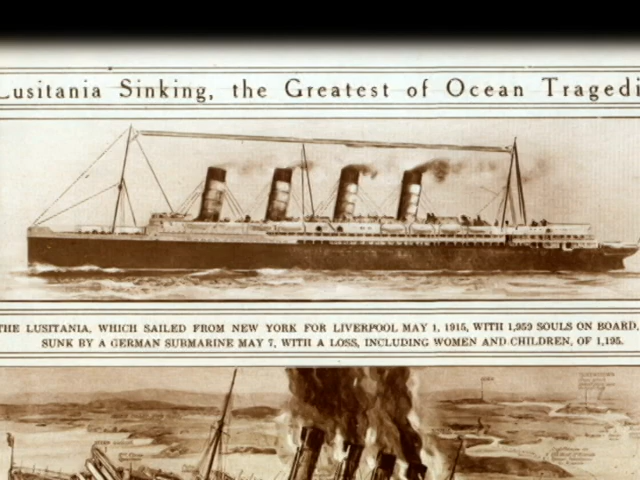 Lusitania Sinking, the Greatest of Ocean Tragedi
THE LUSITANIA, WHICH SAILED FROM NEW YORK FOR LIVERPOOL MAY 1, 1915, WITH 1,959 SOULS ON BOARD,
SUNK BY A GERMAN SUBMARINE MAY 7, WITH A LOSS, INCLUDING WOMEN AND CHILDREN, OF 1,195.